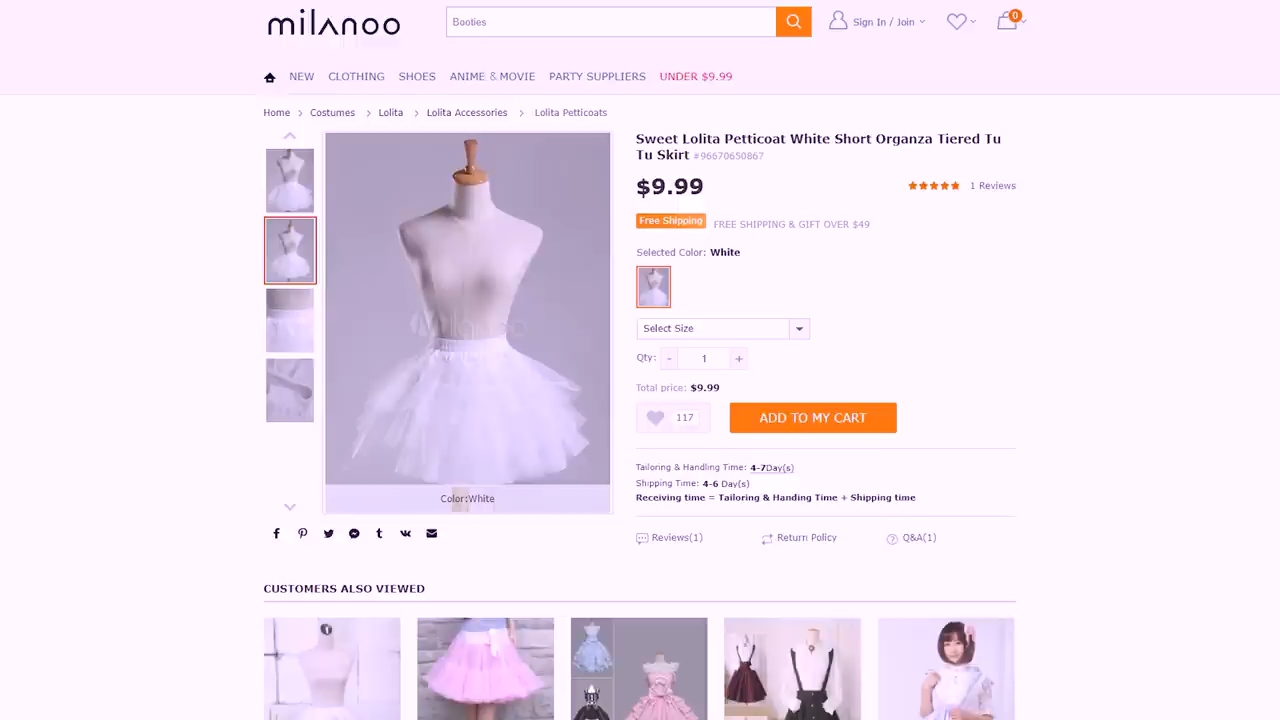 milanoo
Booties
Sign In / Join
0
NEW CLOTHING SHOES ANIME & MOVIE PARTY SUPPLIERS UNDER $9.99
Home > Costumes > Lolita > Lolita Accessories > Lolita Petticoats
Sweet Lolita Petticoat White Short Organza Tiered Tu
Tu Skirt #96670650867
$9.99
1 Reviews
Free Shipping FREE SHIPPING & GIFT OVER $49
Selected Color: White
Select Size
Qty: - 1 +
Total price: $9.99
117 ADD TO MY CART
Tailoring & Handling Time: 4-7Day(s)
Shipping Time: 4-6 Day(s)
Receiving time = Tailoring & Handing Time + Shipping time
Reviews(1) Return Policy Q&A(1)
milanoo
Color:White
CUSTOMERS ALSO VIEWED